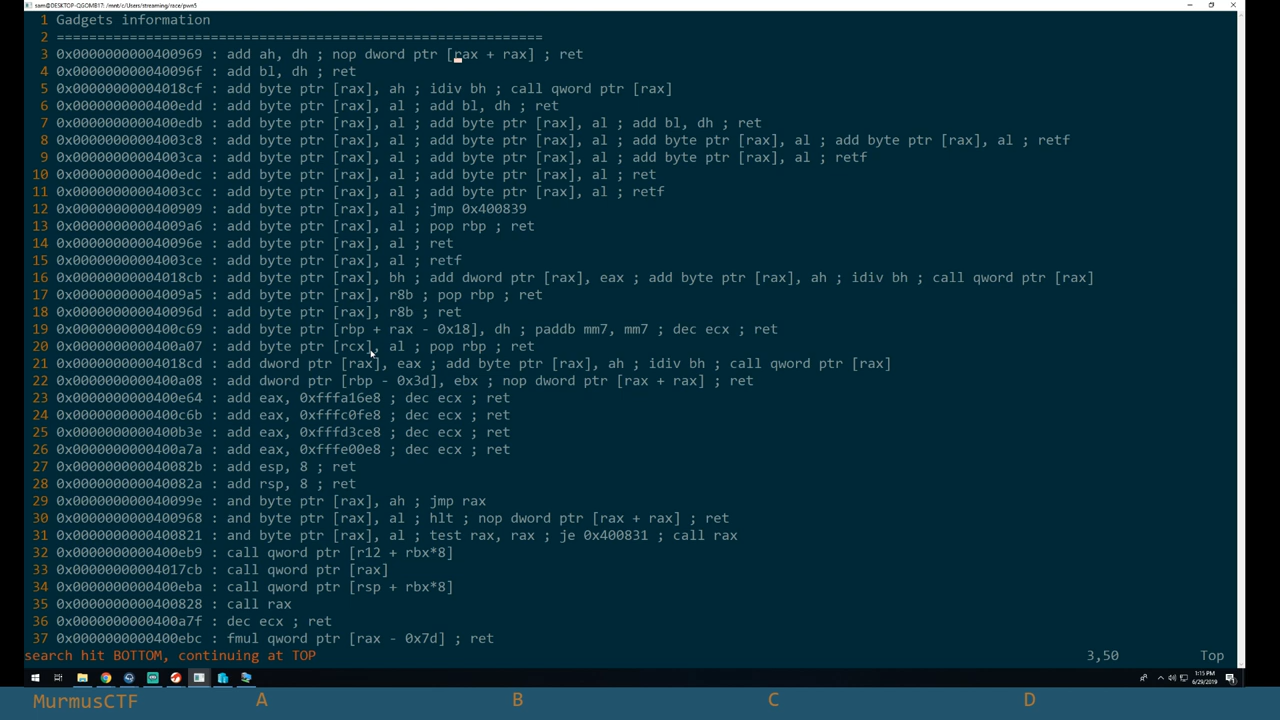 sam@DESKTOP-QGOMB17: /mnt/c/Users/streaming/race/pwn5
1 Gadgets information
2 ============================================================
3 0x0000000000400969 : add ah, dh ; nop dword ptr [rax + rax] ; ret
4 0x000000000040096f : add bl, dh ; ret
5 0x00000000004018cf : add byte ptr [rax], ah ; idiv bh ; call qword ptr [rax]
6 0x0000000000400edd : add byte ptr [rax], al ; add bl, dh ; ret
7 0x0000000000400edb : add byte ptr [rax], al ; add byte ptr [rax], al ; add bl, dh ; ret
8 0x00000000004003c8 : add byte ptr [rax], al ; add byte ptr [rax], al ; add byte ptr [rax], al ; add byte ptr [rax], al ; retf
9 0x00000000004003ca : add byte ptr [rax], al ; add byte ptr [rax], al ; add byte ptr [rax], al ; retf
10 0x0000000000400edc : add byte ptr [rax], al ; add byte ptr [rax], al ; ret
11 0x00000000004003cc : add byte ptr [rax], al ; add byte ptr [rax], al ; retf
12 0x0000000000400909 : add byte ptr [rax], al ; jmp 0x400839
13 0x00000000004009a6 : add byte ptr [rax], al ; pop rbp ; ret
14 0x000000000040096e : add byte ptr [rax], al ; ret
15 0x00000000004003ce : add byte ptr [rax], al ; retf
16 0x00000000004018cb : add byte ptr [rax], bh ; add dword ptr [rax], eax ; add byte ptr [rax], ah ; idiv bh ; call qword ptr [rax]
17 0x00000000004009a5 : add byte ptr [rax], r8b ; pop rbp ; ret
18 0x000000000040096d : add byte ptr [rax], r8b ; ret
19 0x0000000000400c69 : add byte ptr [rbp + rax - 0x18], dh ; paddb mm7, mm7 ; dec ecx ; ret
20 0x0000000000400a07 : add byte ptr [rcx], al ; pop rbp ; ret
21 0x00000000004018cd : add dword ptr [rax], eax ; add byte ptr [rax], ah ; idiv bh ; call qword ptr [rax]
22 0x0000000000400a08 : add dword ptr [rbp - 0x3d], ebx ; nop dword ptr [rax + rax] ; ret
23 0x0000000000400e64 : add eax, 0xfffa16e8 ; dec ecx ; ret
24 0x0000000000400c6b : add eax, 0xfffc0fe8 ; dec ecx ; ret
25 0x0000000000400b3e : add eax, 0xfffd3ce8 ; dec ecx ; ret
26 0x0000000000400a7a : add eax, 0xfffe00e8 ; dec ecx ; ret
27 0x000000000040082b : add esp, 8 ; ret
28 0x000000000040082a : add rsp, 8 ; ret
29 0x000000000040099e : and byte ptr [rax], ah ; jmp rax
30 0x0000000000400968 : and byte ptr [rax], al ; hlt ; nop dword ptr [rax + rax] ; ret
31 0x0000000000400821 : and byte ptr [rax], al ; test rax, rax ; je 0x400831 ; call rax
32 0x0000000000400eb9 : call qword ptr [r12 + rbx*8]
33 0x00000000004017cb : call qword ptr [rax]
34 0x0000000000400eba : call qword ptr [rsp + rbx*8]
35 0x0000000000400828 : call rax
36 0x0000000000400a7f : dec ecx ; ret
37 0x0000000000400ebc : fmul qword ptr [rax - 0x7d] ; ret
search hit BOTTOM, continuing at TOP 3,50 Top
1:15 PM
6/29/2019
MurmusCTF A B C D